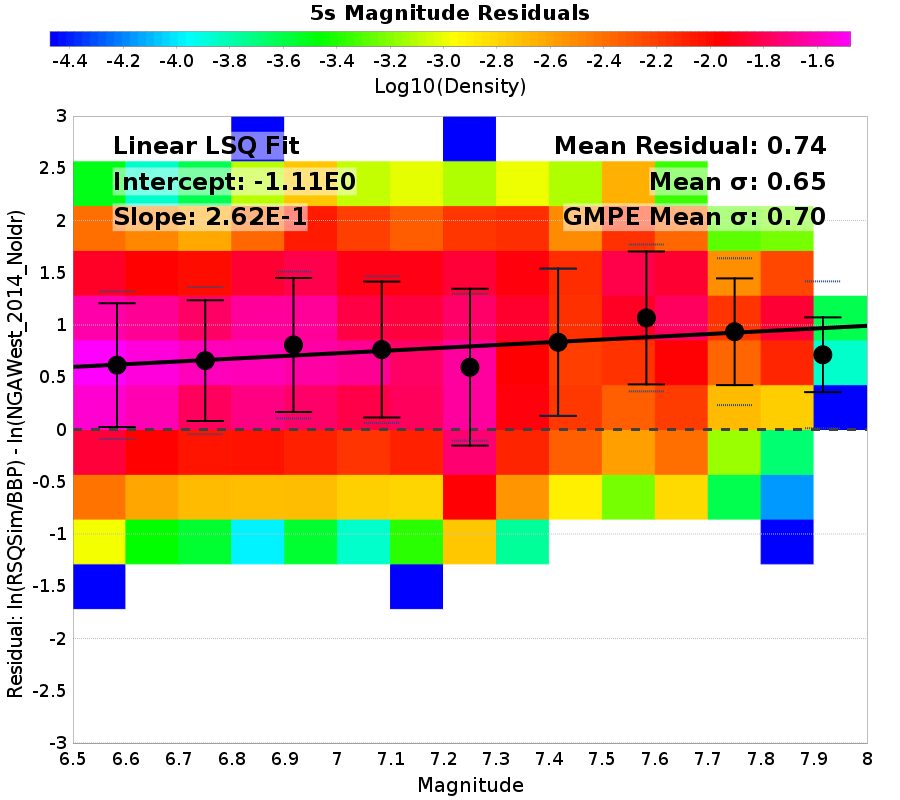 5s Magnitude Residuals
-4.4 -4.2 -4.0 -3.8 -3.6 -3.4 -3.2 -3.0 -2.8 -2.6 -2.4 -2.2 -2.0 -1.8 -1.6
Log10(Density)
Linear LSQ Fit
Intercept: -1.11E0
Slope: 2.62E-1
Mean Residual: 0.74
Mean σ: 0.65
GMPE Mean σ: 0.70
Residual: ln(RSQSim/BBP) - ln(NGAWest_2014_NoIdr)
3
2.5
2
1.5
1
0.5
0
-0.5
-1
-1.5
-2
-2.5
-3
6.5 6.6 6.7 6.8 6.9 7 7.1 7.2 7.3 7.4 7.5 7.6 7.7 7.8 7.9 8
Magnitude